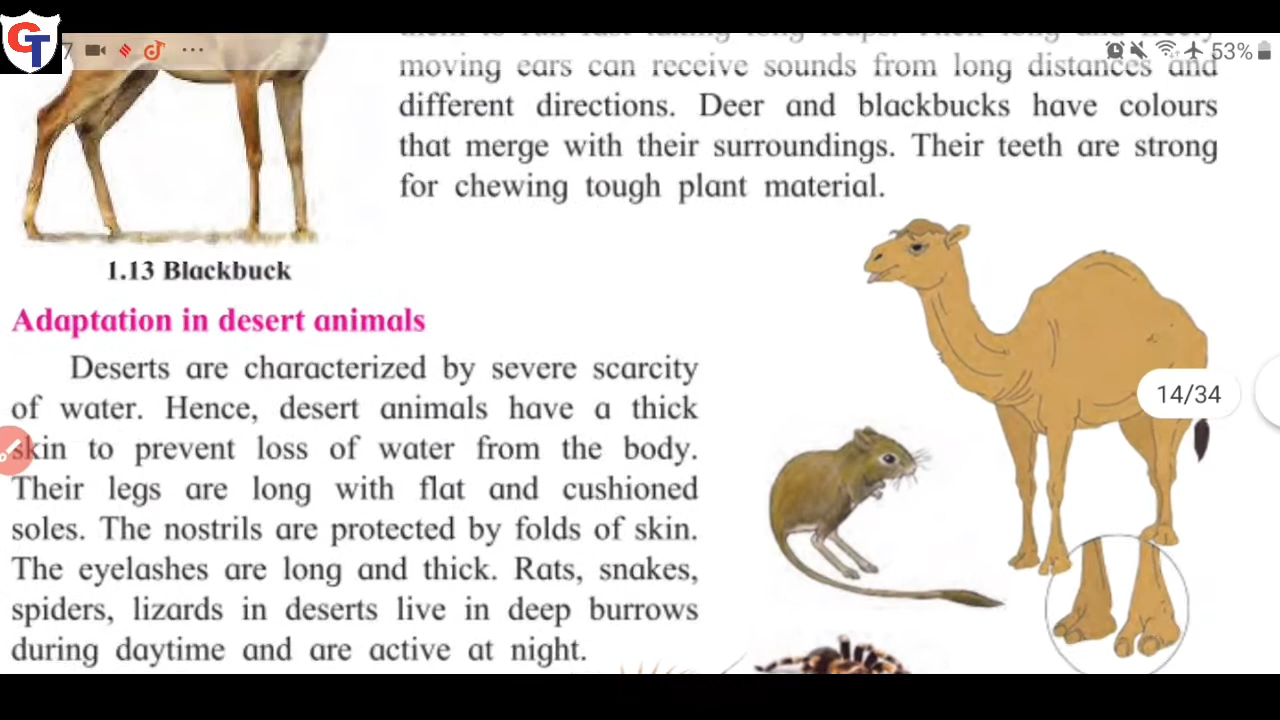 GT
7
53%
moving ears can receive sounds from long distances and
different directions. Deer and blackbucks have colours
that merge with their surroundings. Their teeth are strong
for chewing tough plant material.
1.13 Blackbuck
Adaptation in desert animals
Deserts are characterized by severe scarcity
of water. Hence, desert animals have a thick
skin to prevent loss of water from the body.
Their legs are long with flat and cushioned
soles. The nostrils are protected by folds of skin.
The eyelashes are long and thick. Rats, snakes,
spiders, lizards in deserts live in deep burrows
during daytime and are active at night.
14/34